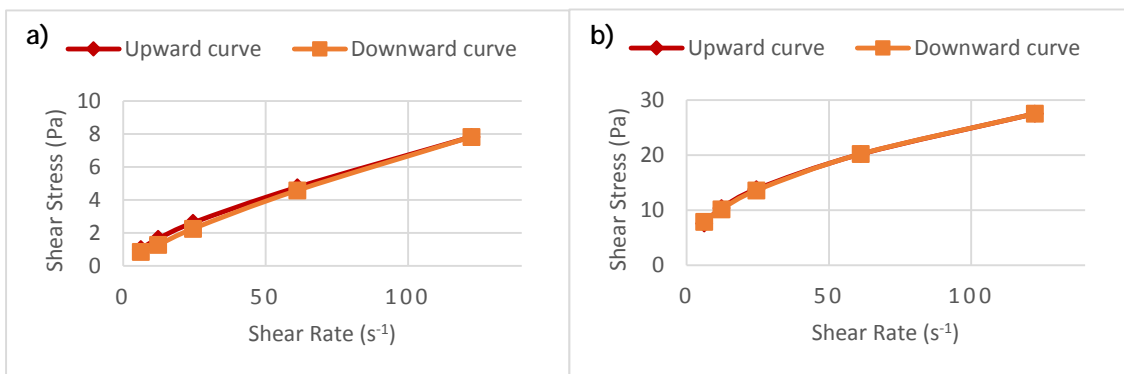 a)
Upward curve
Downward curve
Shear Stress (Pa)
10
8
6
4
2
0
0
50
100
Shear Rate (s⁻¹)
b)
Upward curve
Downward curve
Shear Stress (Pa)
30
20
10
0
0
50
100
Shear Rate (s⁻¹)